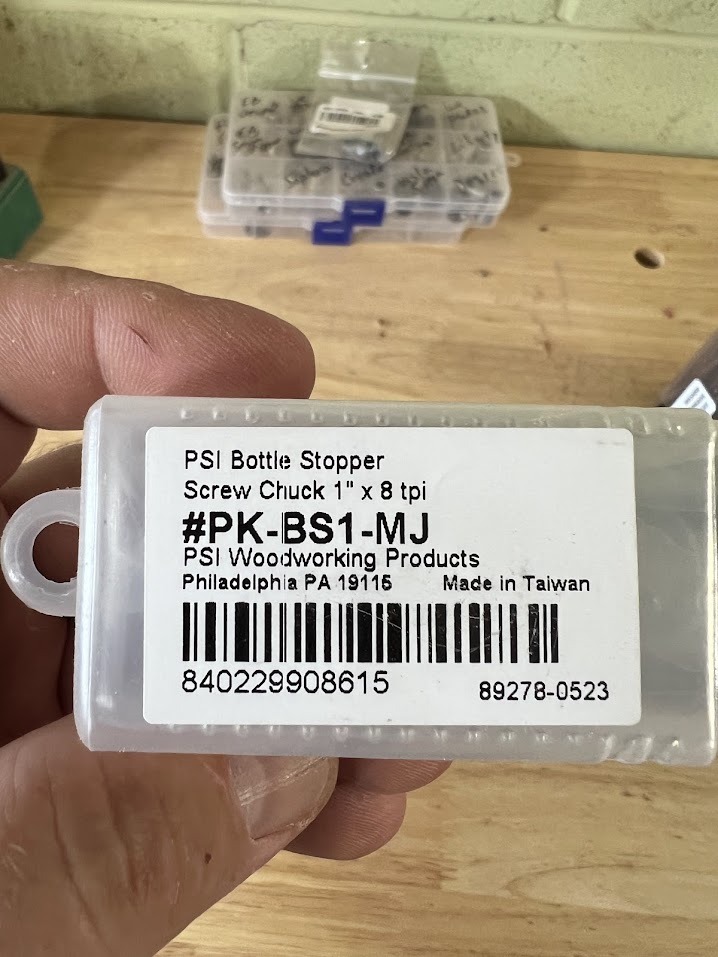 PSI Bottle Stopper
Screw Chuck 1" x 8 tpi
#PK-BS1-MJ
PSI Woodworking Products
Philadelphia PA 19115 Made in Taiwan
840229908615
89278-0523